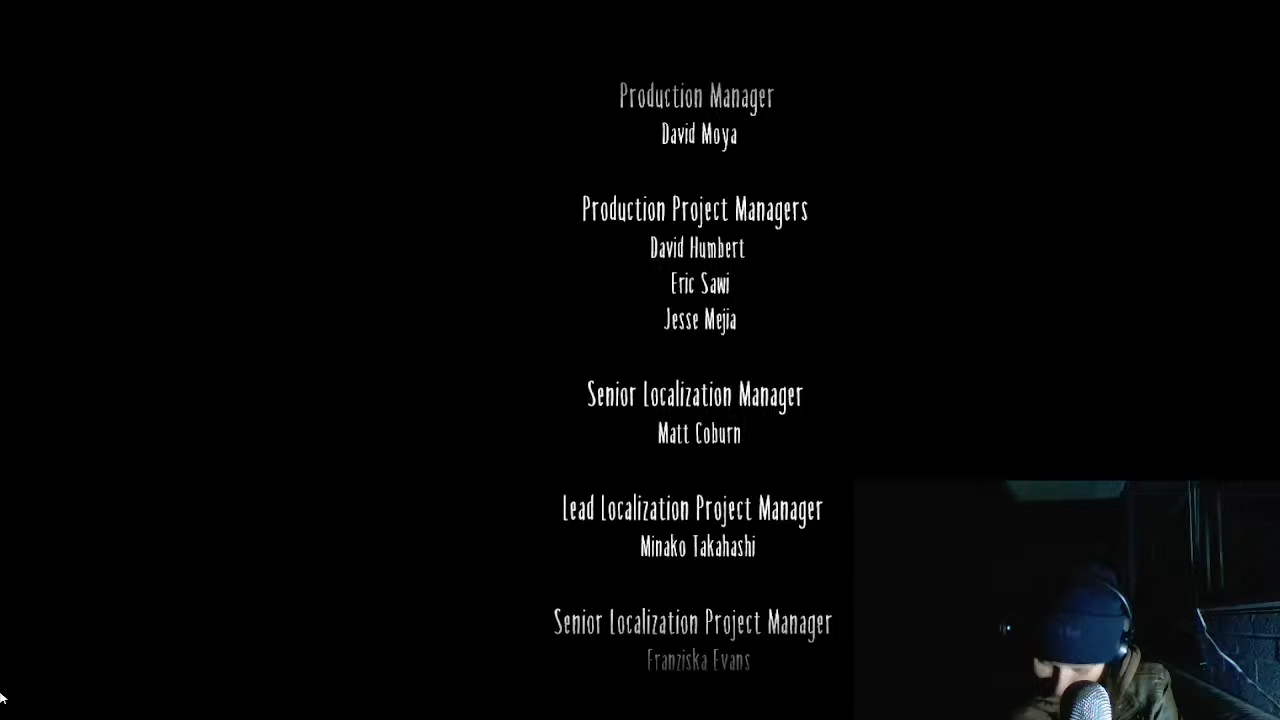 Production Manager
David Moya
Production Project Managers
David Humbert
Eric Sawi
Jesse Mejia
Senior Localization Manager
Matt Coburn
Lead Localization Project Manager
Minako Takahashi
Senior Localization Project Manager
Franziska Evans